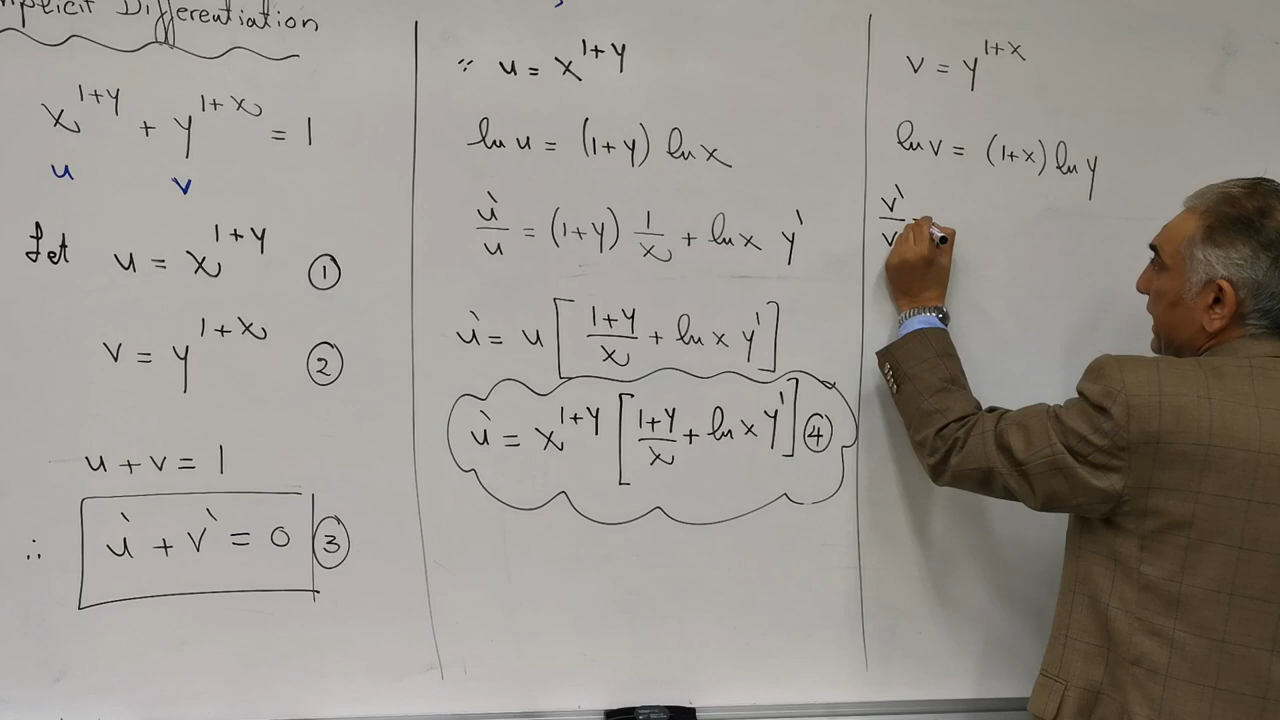 Differentiation
x^{1+y} + y^{1+x} = 1
u v
Let u = x^{1+y} ①
v = y^{1+x} ②
u + v = 1
∴ u` + v` = 0 ③
∵ u = x^{1+y}
ln u = (1+y) ln x
u`/u = (1+y) 1/x + ln x y`
u` = u [ (1+y)/x + ln x y` ]
u` = x^{1+y} [ (1+y)/x + ln x y` ] ④
v = y^{1+x}
ln v = (1+x) ln y
v`/v